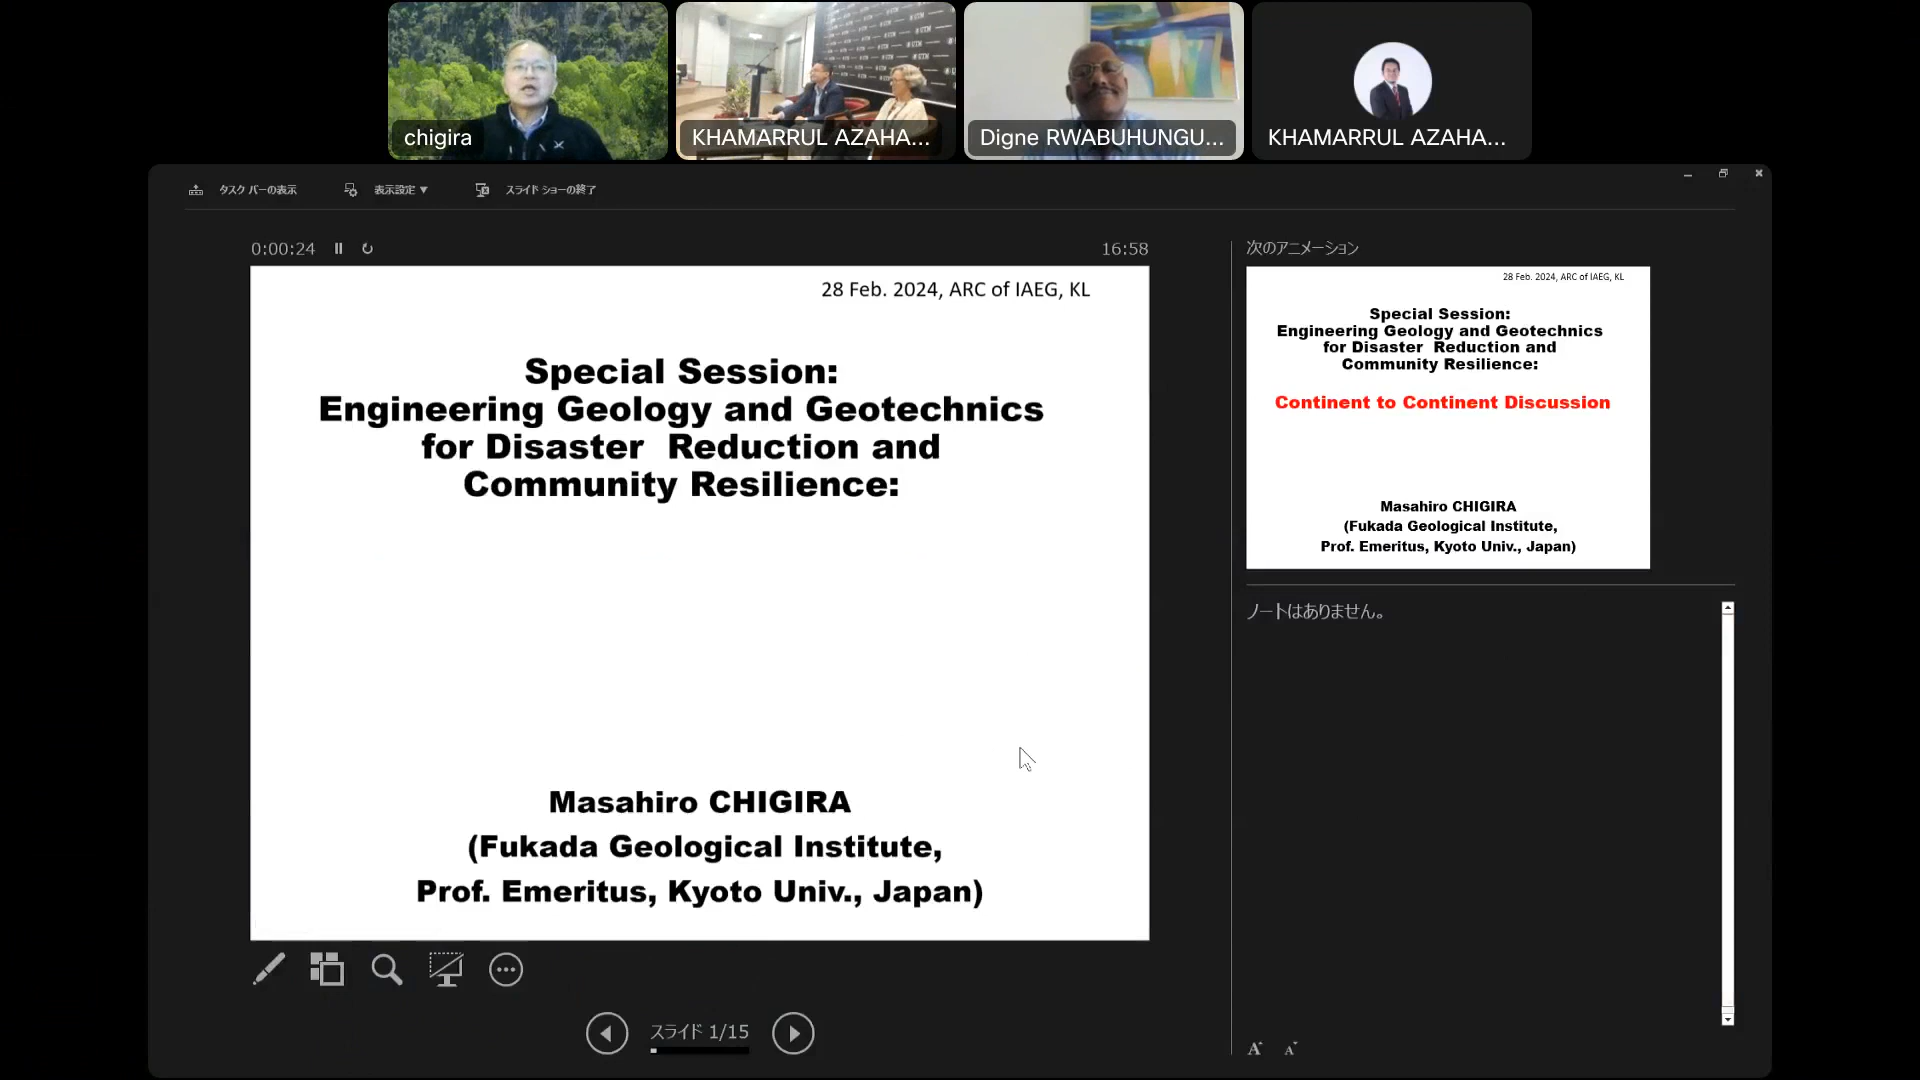 chigira
KHAMARRUL AZAHA...
Digne RWABUHUNGU...
KHAMARRUL AZAHA...
タスク バーの表示
表示設定 ▼
スライド ショーの終了
0:00:24
16:58
28 Feb. 2024, ARC of IAEG, KL
Special Session:
Engineering Geology and Geotechnics
for Disaster  Reduction and
Community Resilience:
Masahiro CHIGIRA
(Fukada Geological Institute,
Prof. Emeritus, Kyoto Univ., Japan)
スライド 1/15
次のアニメーション
28 Feb. 2024, ARC of IAEG, KL
Special Session:
Engineering Geology and Geotechnics
for Disaster  Reduction and
Community Resilience:
Continent to Continent Discussion
Masahiro CHIGIRA
(Fukada Geological Institute,
Prof. Emeritus, Kyoto Univ., Japan)
ノートはありません。
A A